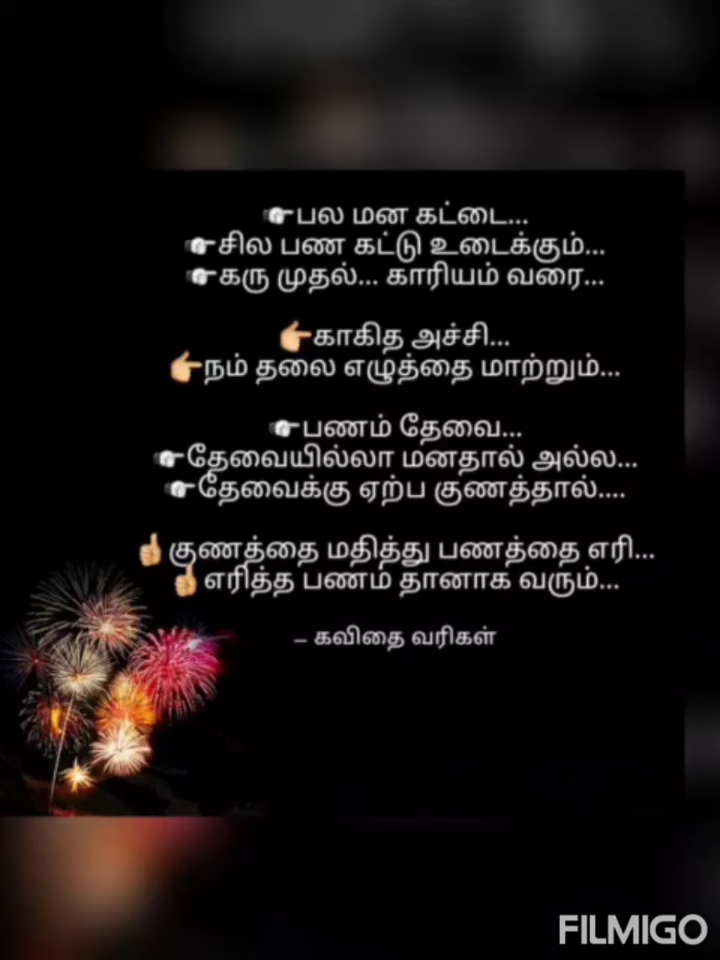 👉பல மன கட்டை...
👉சில பண கட்டு உடைக்கும்...
👉கரு முதல்... காரியம் வரை...
👉காகித அச்சி...
👉நம் தலை எழுத்தை மாற்றும்...
👉பணம் தேவை...
👉தேவையில்லா மனதால் அல்ல...
👉தேவைக்கு ஏற்ப குணத்தால்....
☝குணத்தை மதித்து பணத்தை எரி...
☝எரித்த பணம் தானாக வரும்...
– கவிதை வரிகள்
FILMIGO